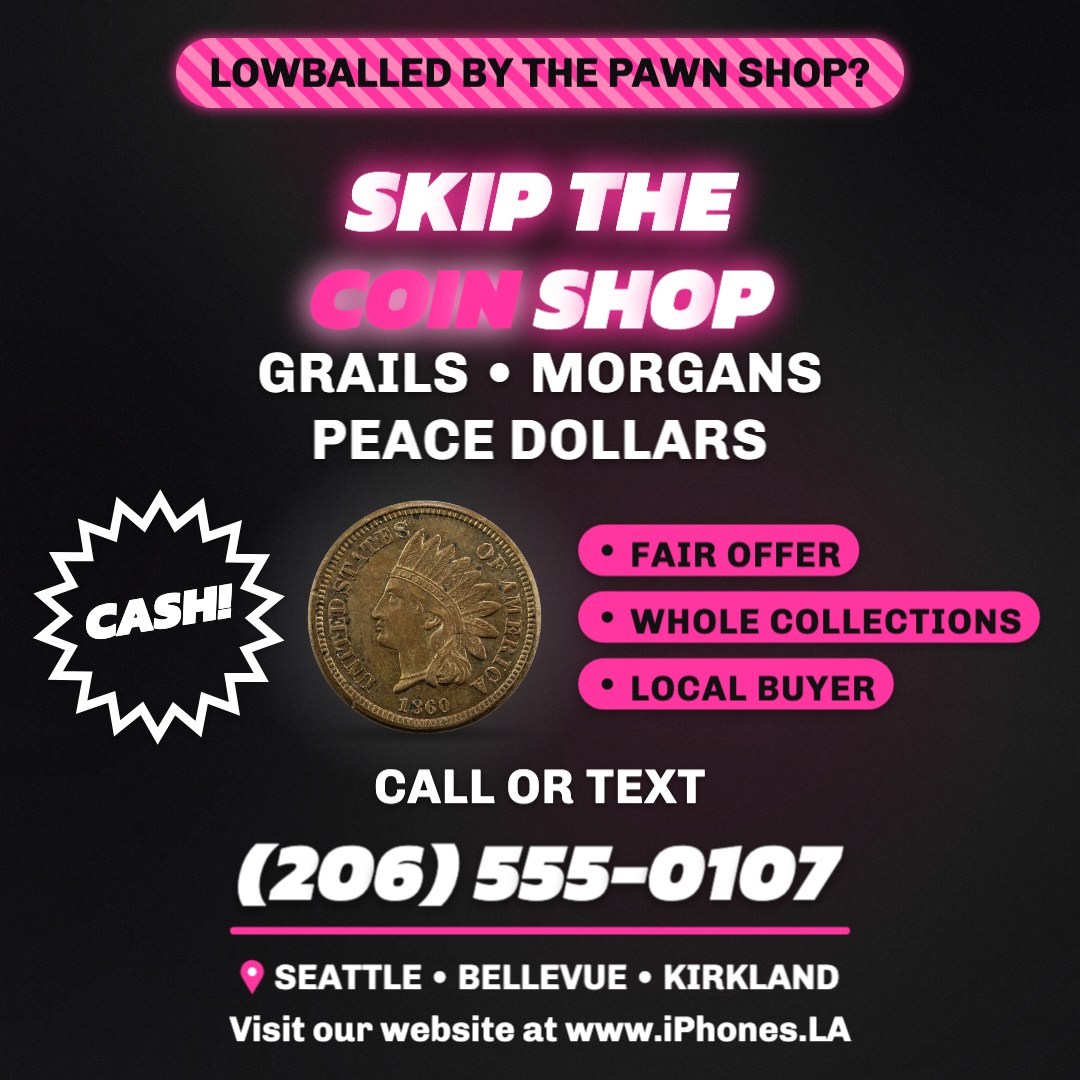 LOWBALLED BY THE PAWN SHOP?
SKIP THE
COIN SHOP
GRAILS • MORGANS
PEACE DOLLARS
CASH!
UNITED STATES OF AMERICA
1860
• FAIR OFFER
• WHOLE COLLECTIONS
• LOCAL BUYER
CALL OR TEXT
(206) 555-0107
SEATTLE • BELLEVUE • KIRKLAND
Visit our website at www.iPhones.LA